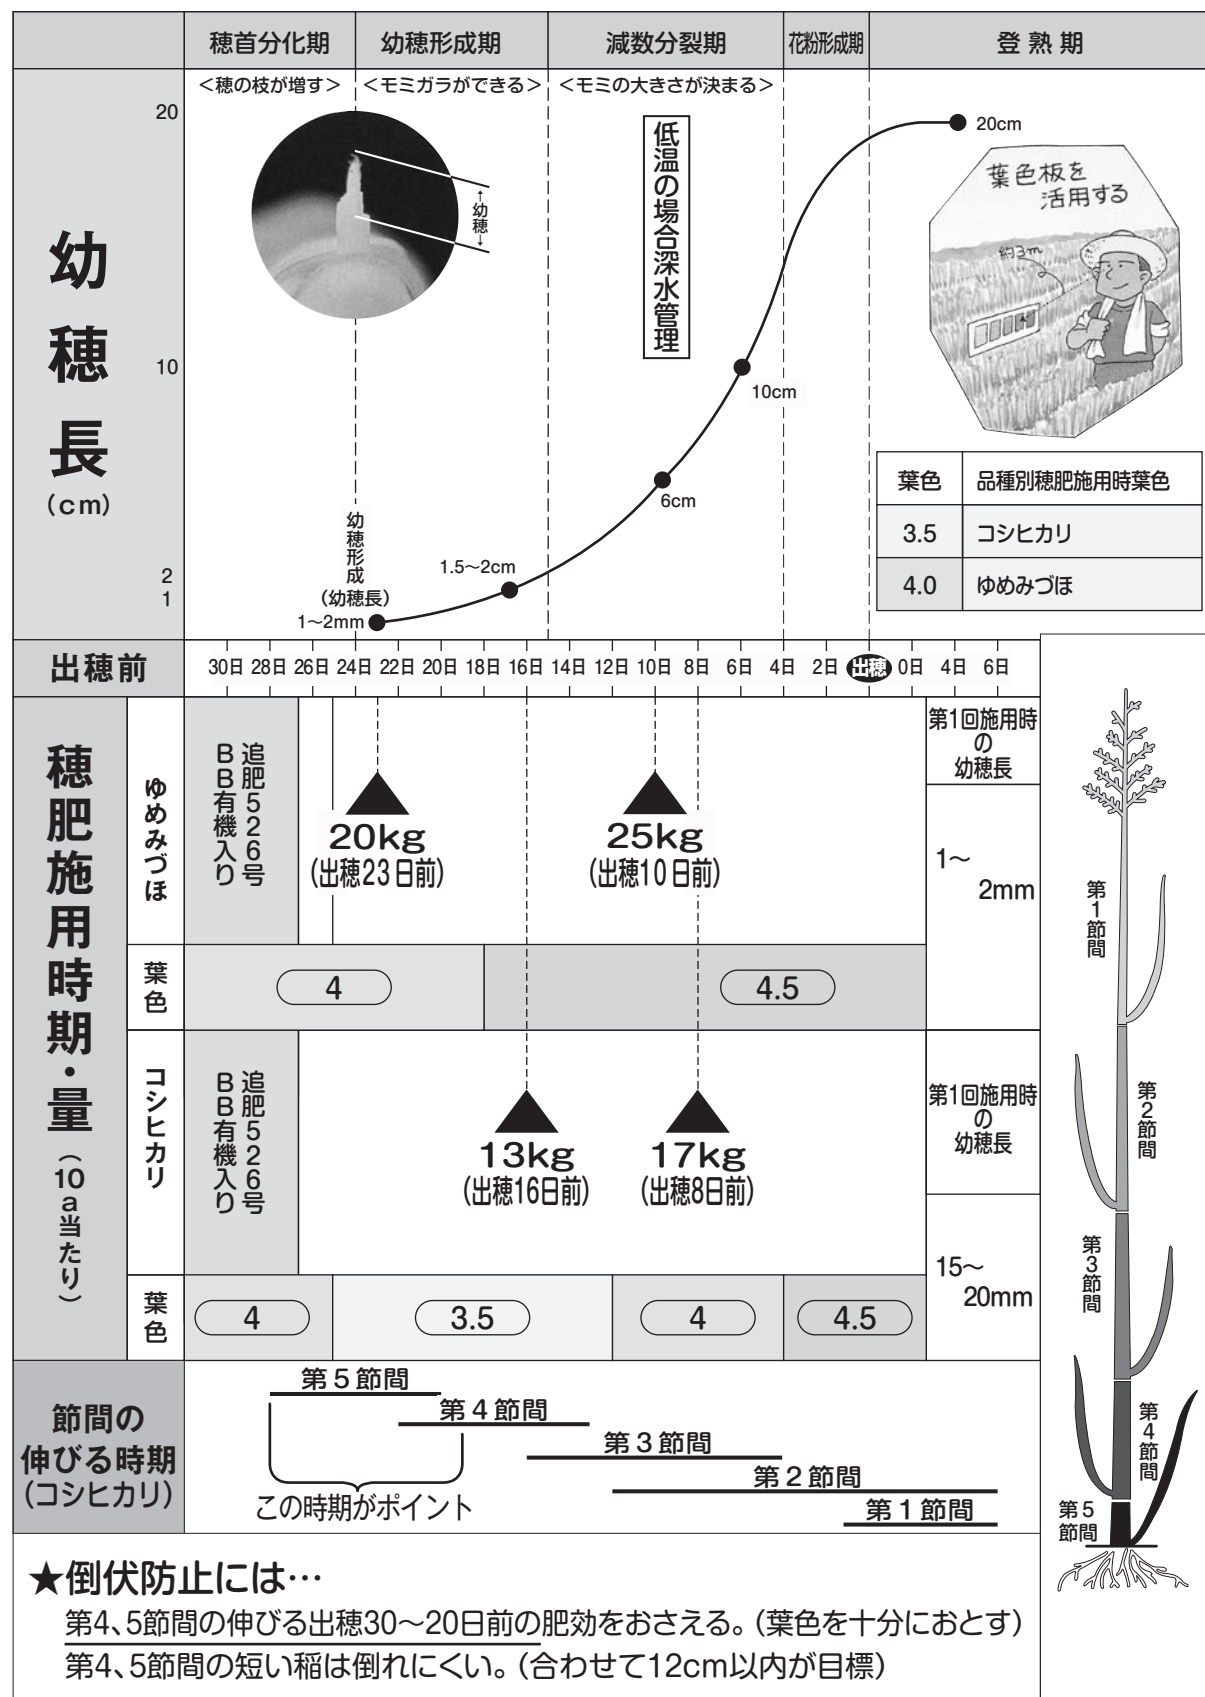 穂首分化期 幼穂形成期 減数分裂期 花粉形成期 登熟期
＜穂の枝が増す＞ ＜モミガラができる＞ ＜モミの大きさが決まる＞
幼穂長
(cm)
20
10
2
1
←幼穂→
低温の場合深水管理
20cm
10cm
6cm
1.5〜2cm
幼穂形成
(幼穂長)
1〜2mm
葉色板を
活用する
約3m
葉色 品種別穂肥施用時葉色
3.5 コシヒカリ
4.0 ゆめみづほ
出穂前
30日 28日 26日 24日 22日 20日 18日 16日 14日 12日 10日 8日 6日 4日 2日 出穂 0日 4日 6日
穂肥施用時期・量(10a当たり)
ゆめみづほ
追肥526号
BB有機入り
20kg
(出穂23日前)
25kg
(出穂10日前)
第1回施用時
の
幼穂長
1〜
2mm
葉色
4
4.5
コシヒカリ
追肥526号
BB有機入り
13kg
(出穂16日前)
17kg
(出穂8日前)
第1回施用時
の
幼穂長
15〜
20mm
葉色
4
3.5
4
4.5
節間の
伸びる時期
(コシヒカリ)
第5節間
第4節間
第3節間
第2節間
第1節間
この時期がポイント
第1節間
第2節間
第3節間
第4節間
第5
節間
★倒伏防止には…
第4、5節間の伸びる出穂30〜20日前の肥効をおさえる。(葉色を十分におとす)
第4、5節間の短い稲は倒れにくい。(合わせて12cm以内が目標)